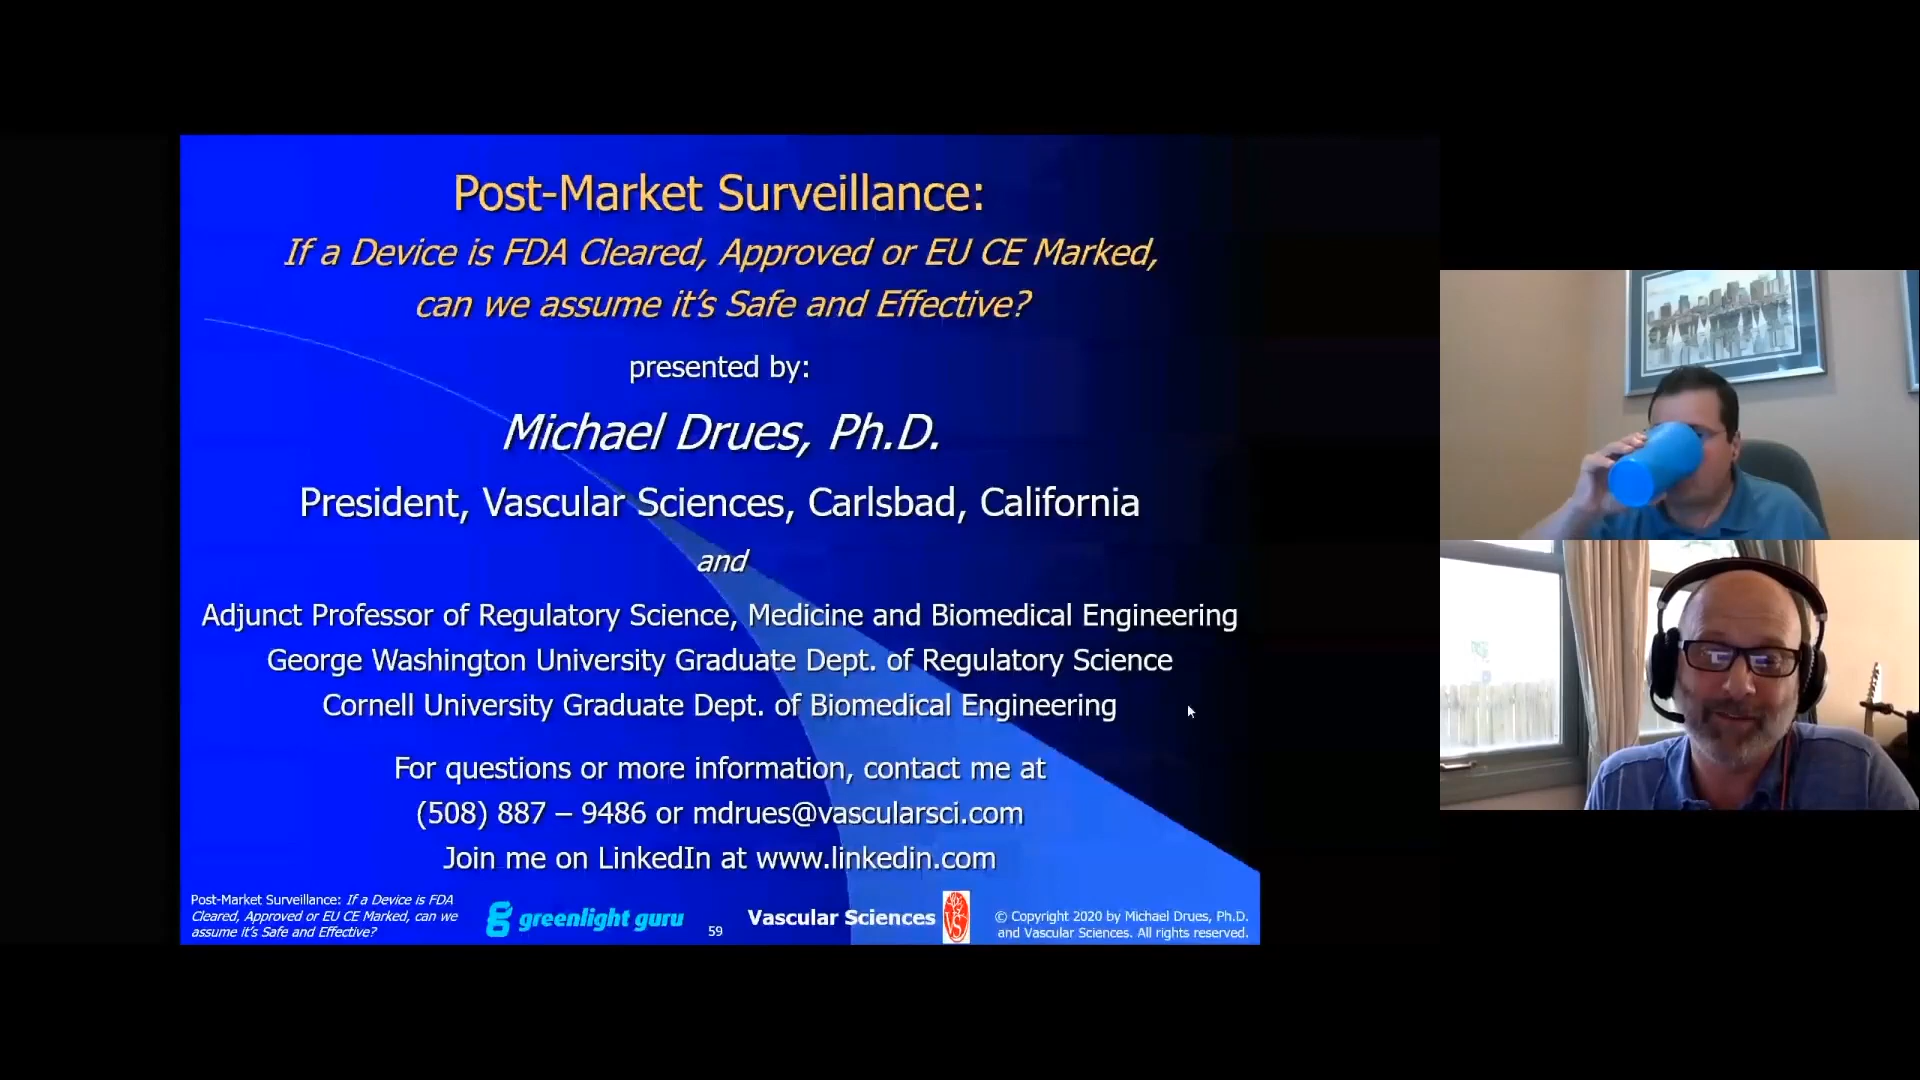 Post-Market Surveillance:
If a Device is FDA Cleared, Approved or EU CE Marked,
can we assume it's Safe and Effective?
presented by:
Michael Drues, Ph.D.
President, Vascular Sciences, Carlsbad, California
and
Adjunct Professor of Regulatory Science, Medicine and Biomedical Engineering
George Washington University Graduate Dept. of Regulatory Science
Cornell University Graduate Dept. of Biomedical Engineering
For questions or more information, contact me at
(508) 887 – 9486 or mdrues@vascularsci.com
Join me on LinkedIn at www.linkedin.com
Post-Market Surveillance: If a Device is FDA
Cleared, Approved or EU CE Marked, can we
assume it's Safe and Effective?
greenlight guru
59
Vascular Sciences
VS
© Copyright 2020 by Michael Drues, Ph.D.
and Vascular Sciences. All rights reserved.